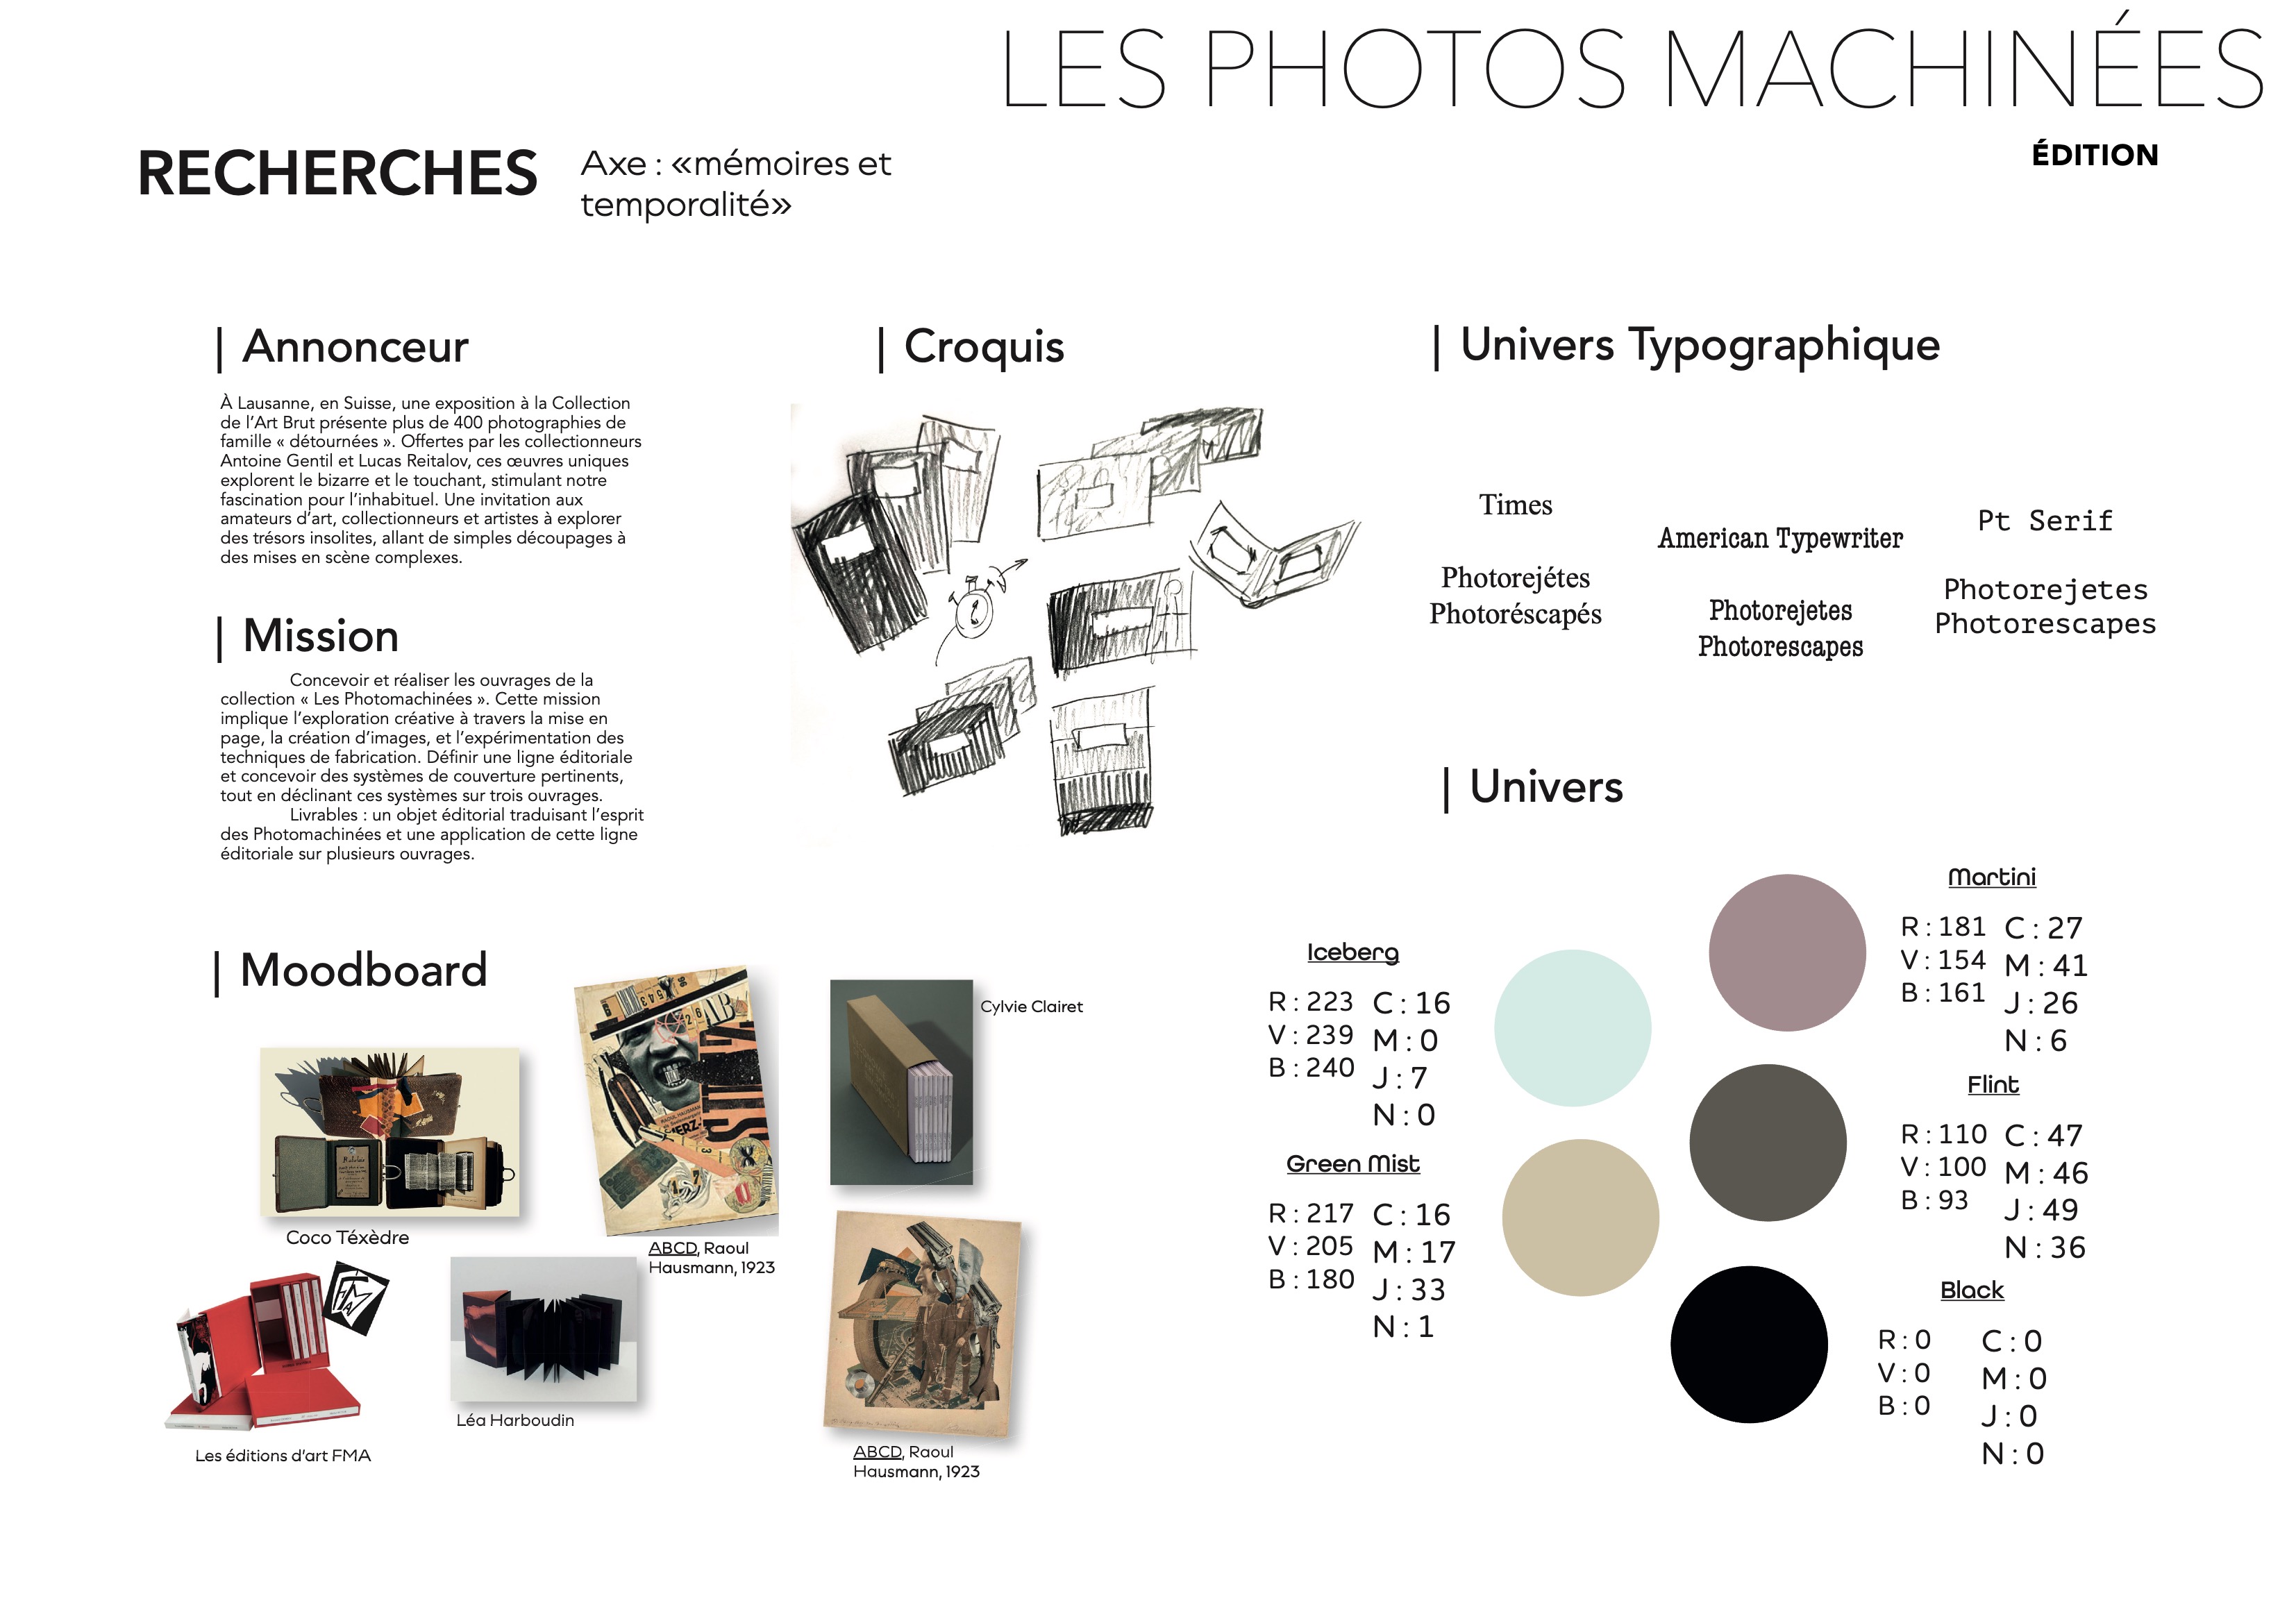 LES PHOTOS MACHINÉES
ÉDITION
RECHERCHES
Axe : «mémoires et
temporalité»
| Annonceur
À Lausanne, en Suisse, une exposition à la Collection
de l'Art Brut présente plus de 400 photographies de
famille « détournées ». Offertes par les collectionneurs
Antoine Gentil et Lucas Reitalov, ces œuvres uniques
explorent le bizarre et le touchant, stimulant notre
fascination pour l'inhabituel. Une invitation aux
amateurs d'art, collectionneurs et artistes à explorer
des trésors insolites, allant de simples découpages à
des mises en scène complexes.
| Mission
Concevoir et réaliser les ouvrages de la
collection « Les Photomachinées ». Cette mission
implique l'exploration créative à travers la mise en
page, la création d'images, et l'expérimentation des
techniques de fabrication. Définir une ligne éditoriale
et concevoir des systèmes de couverture pertinents,
tout en déclinant ces systèmes sur trois ouvrages.
Livrables : un objet éditorial traduisant l'esprit
des Photomachinées et une application de cette ligne
éditoriale sur plusieurs ouvrages.
| Croquis
| Univers Typographique
Times
Photorejétes
Photoréscapés
American Typewriter
Photorejetes
Photorescapes
Pt Serif
Photorejetes
Photorescapes
| Moodboard
Coco Téxèdre
ABCD, Raoul
Hausmann, 1923
Cylvie Clairet
Les éditions d'art FMA
FMA
Léa Harboudin
ABCD, Raoul
Hausmann, 1923
| Univers
Iceberg
R : 223
V : 239
B : 240
C : 16
M : 0
J : 7
N : 0
Green Mist
R : 217
V : 205
B : 180
C : 16
M : 17
J : 33
N : 1
Martini
R : 181
V : 154
B : 161
C : 27
M : 41
J : 26
N : 6
Flint
R : 110
V : 100
B : 93
C : 47
M : 46
J : 49
N : 36
Black
R : 0
V : 0
B : 0
C : 0
M : 0
J : 0
N : 0